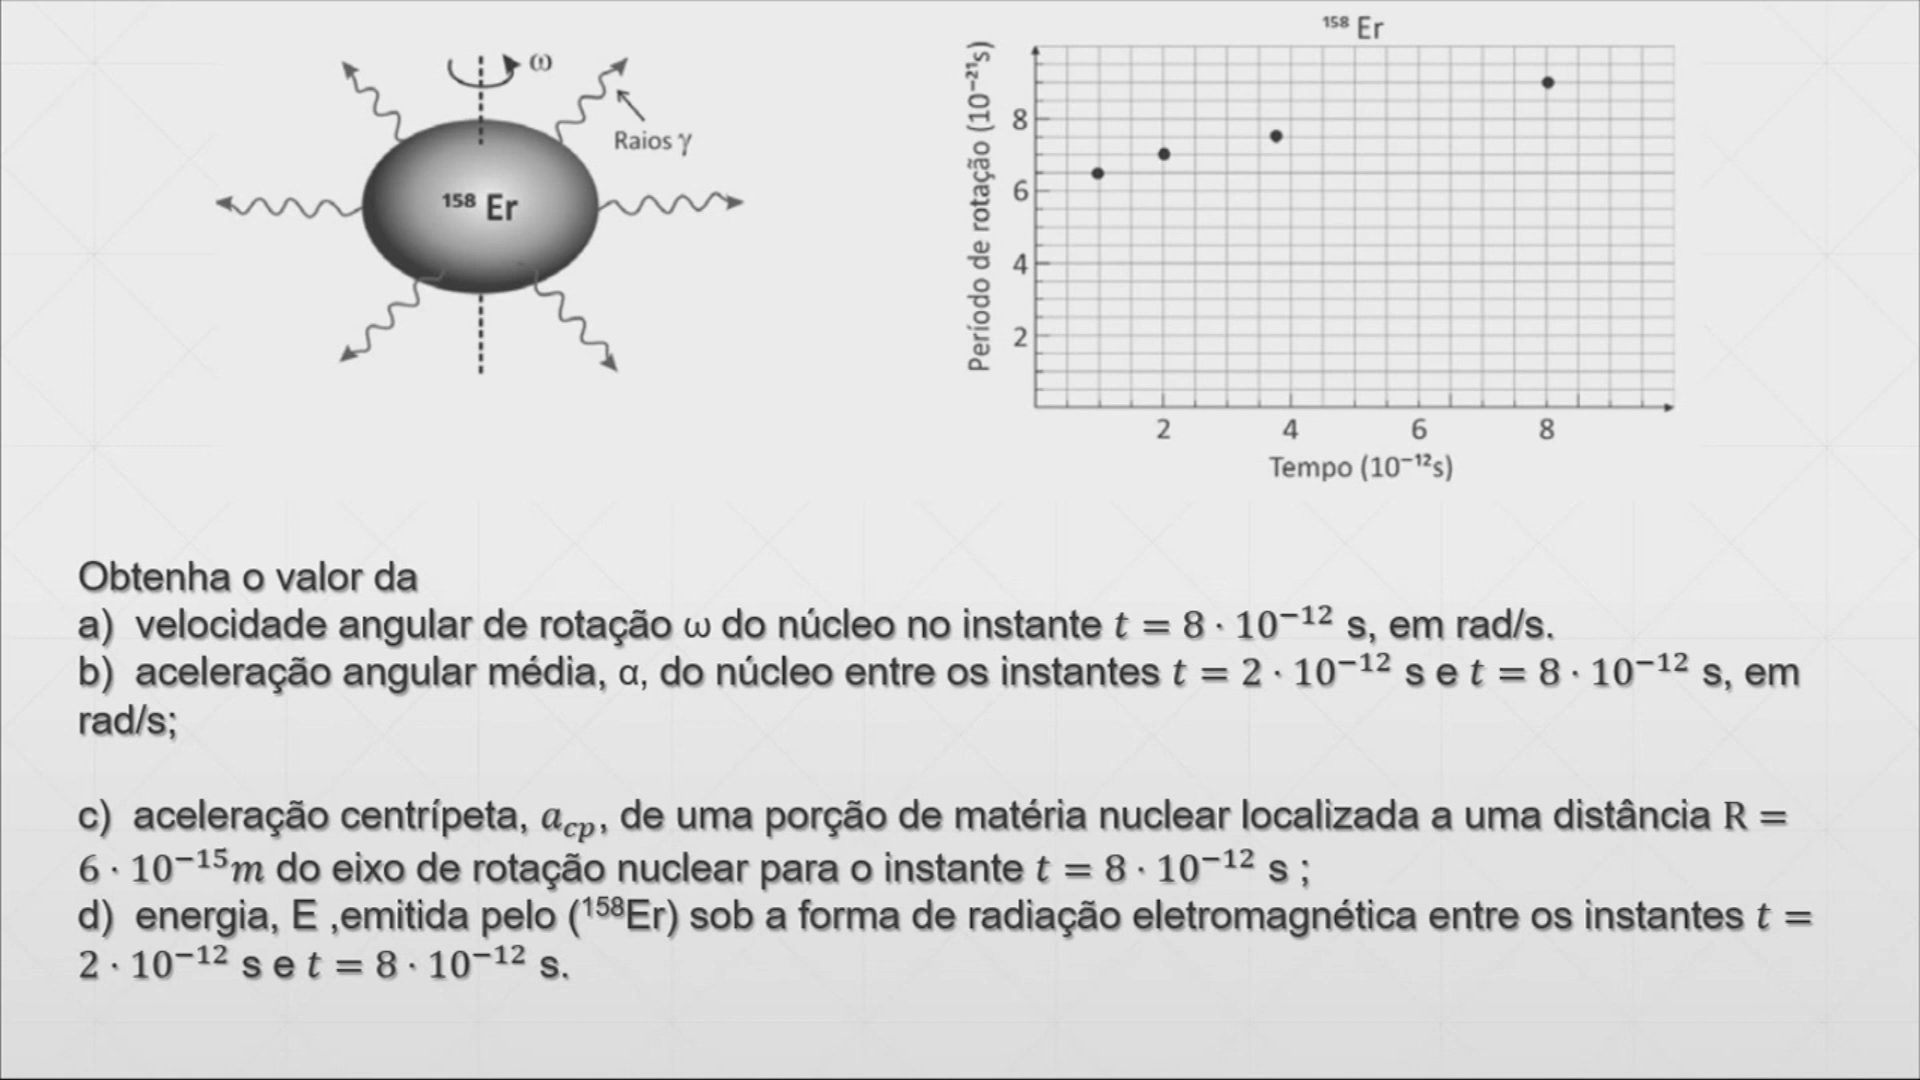 ω
Raios γ
¹⁵⁸ Er
¹⁵⁸ Er
Período de rotação (10⁻²¹s)
8
6
4
2
2 4 6 8
Tempo (10⁻¹²s)
Obtenha o valor da
a) velocidade angular de rotação ω do núcleo no instante t = 8 · 10⁻¹² s, em rad/s.
b) aceleração angular média, α, do núcleo entre os instantes t = 2 · 10⁻¹² s e t = 8 · 10⁻¹² s, em
rad/s;
c) aceleração centrípeta, a_cp, de uma porção de matéria nuclear localizada a uma distância R =
6 · 10⁻¹⁵m do eixo de rotação nuclear para o instante t = 8 · 10⁻¹² s ;
d) energia, E ,emitida pelo (¹⁵⁸Er) sob a forma de radiação eletromagnética entre os instantes t =
2 · 10⁻¹² s e t = 8 · 10⁻¹² s.